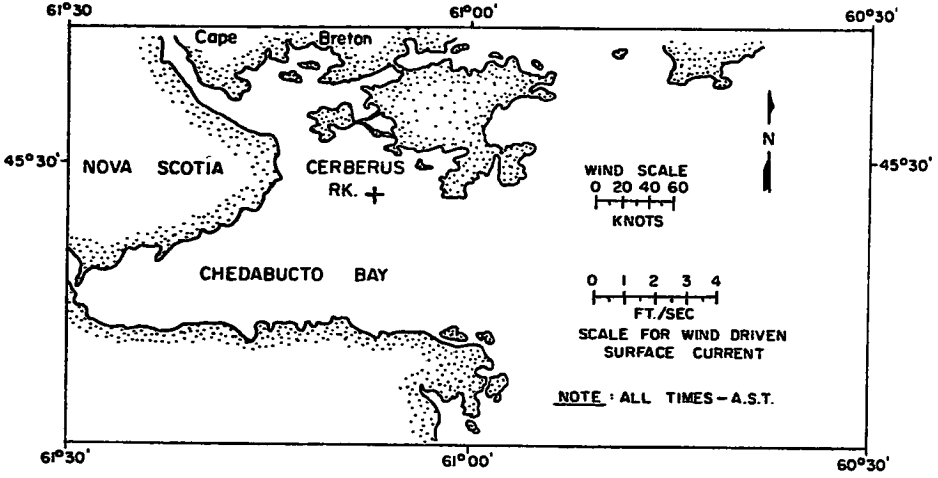 61°30 61°00' 60°30'
Cape Breton
N
45°30' NOVA SCOTIA CERBERUS 45°30'
RK.
WIND SCALE
0 20 40 60
KNOTS
CHEDABUCTO BAY
0 1 2 3 4
FT./SEC
SCALE FOR WIND DRIVEN
SURFACE CURRENT
NOTE : ALL TIMES – A.S.T.
61°30' 61°00' 60°30'